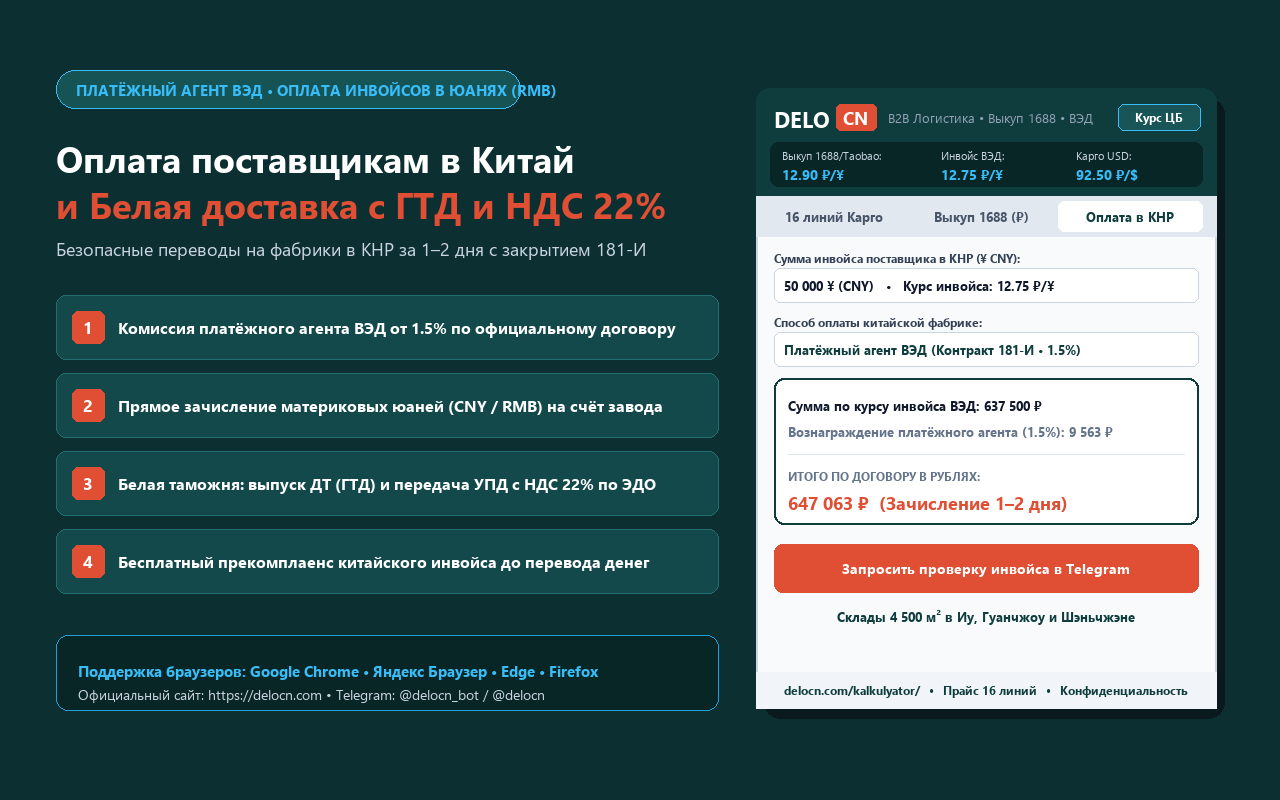 ПЛАТЁЖНЫЙ АГЕНТ ВЭД • ОПЛАТА ИНВОЙСОВ В ЮАНЯХ (RMB)
Оплата поставщикам в Китай
и Белая доставка с ГТД и НДС 22%
Безопасные переводы на фабрики в КНР за 1–2 дня с закрытием 181-И
1 Комиссия платёжного агента ВЭД от 1.5% по официальному договору
2 Прямое зачисление материковых юаней (CNY / RMB) на счёт завода
3 Белая таможня: выпуск ДТ (ГТД) и передача УПД с НДС 22% по ЭДО
4 Бесплатный прекомплаенс китайского инвойса до перевода денег
Поддержка браузеров: Google Chrome • Яндекс Браузер • Edge • Firefox
Официальный сайт: https://delocn.com • Telegram: @delocn_bot / @delocn
DELO CN B2B Логистика • Выкуп 1688 • ВЭД Курс ЦБ
Выкуп 1688/Taobao: Инвойс ВЭД: Карго USD:
12.90 ₽/¥ 12.75 ₽/¥ 92.50 ₽/$
16 линий Карго Выкуп 1688 (₽) Оплата в КНР
Сумма инвойса поставщика в КНР (¥ CNY):
50 000 ¥ (CNY) • Курс инвойса: 12.75 ₽/¥
Способ оплаты китайской фабрике:
Платёжный агент ВЭД (Контракт 181-И • 1.5%)
Сумма по курсу инвойса ВЭД: 637 500 ₽
Вознаграждение платёжного агента (1.5%): 9 563 ₽
ИТОГО ПО ДОГОВОРУ В РУБЛЯХ:
647 063 ₽ (Зачисление 1–2 дня)
Запросить проверку инвойса в Telegram
Склады 4 500 м² в Иу, Гуанчжоу и Шэньчжэне
delocn.com/kalkulyator/ • Прайс 16 линий • Конфиденциальность